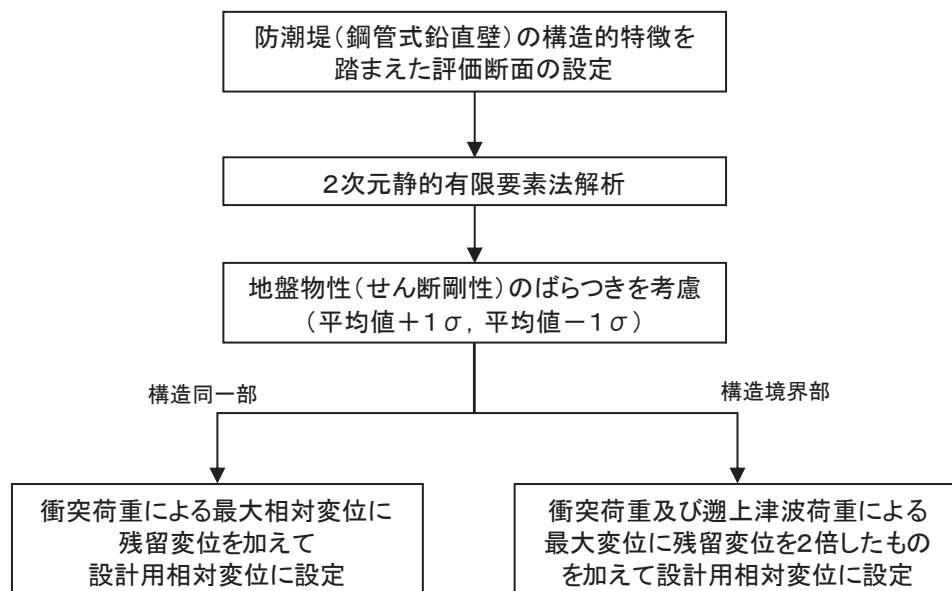 防潮堤（鋼管式鉛直壁）の構造的特徴を
踏まえた評価断面の設定
２次元静的有限要素法解析
地盤物性（せん断剛性）のばらつきを考慮
（平均値＋１σ，平均値－１σ）
構造同一部
構造境界部
衝突荷重による最大相対変位に
残留変位を加えて
設計用相対変位に設定
衝突荷重及び遡上津波荷重による
最大変位に残留変位を２倍したもの
を加えて設計用相対変位に設定